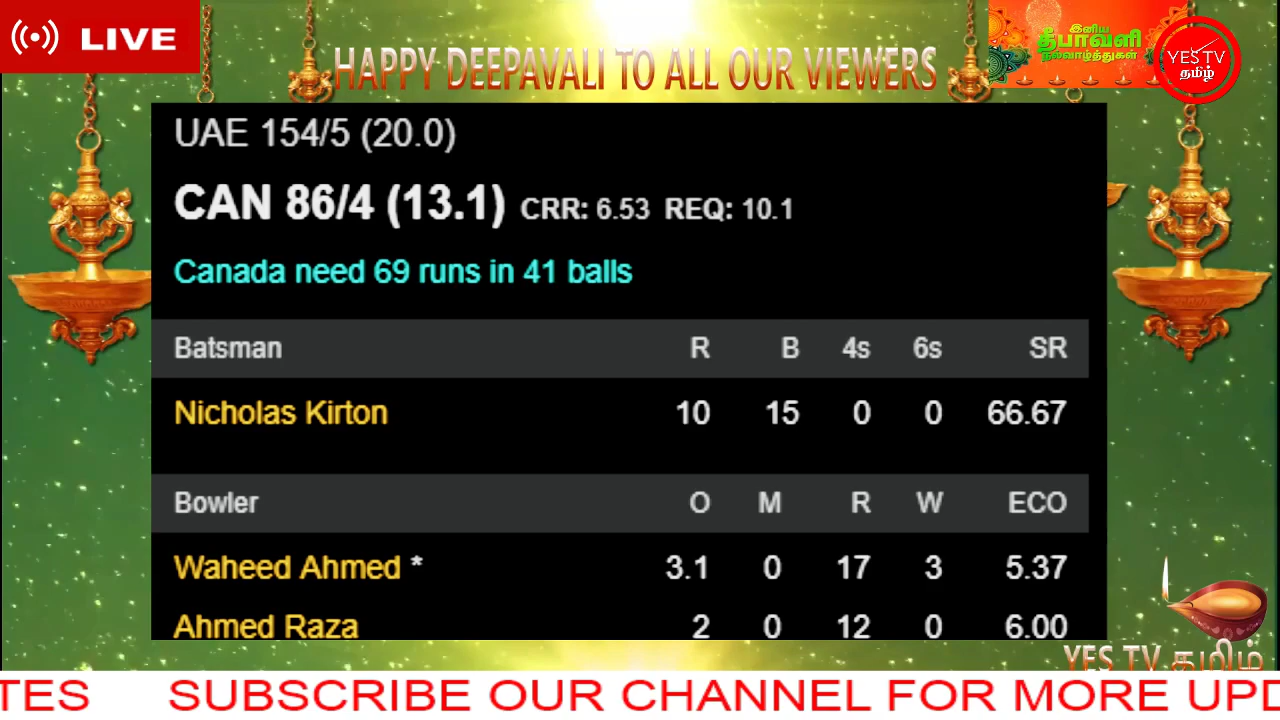 LIVE
HAPPY DEEPAVALI TO ALL OUR VIEWERS
இனிய
தீபாவளி
நல்வாழ்த்துகள்
YES TV
தமிழ்
UAE 154/5 (20.0)
CAN 86/4 (13.1) CRR: 6.53 REQ: 10.1
Canada need 69 runs in 41 balls
Batsman R B 4s 6s SR
Nicholas Kirton 10 15 0 0 66.67
Bowler O M R W ECO
Waheed Ahmed * 3.1 0 17 3 5.37
Ahmed Raza 2 0 12 0 6.00
YES TV தமிழ்
TES SUBSCRIBE OUR CHANNEL FOR MORE UPD